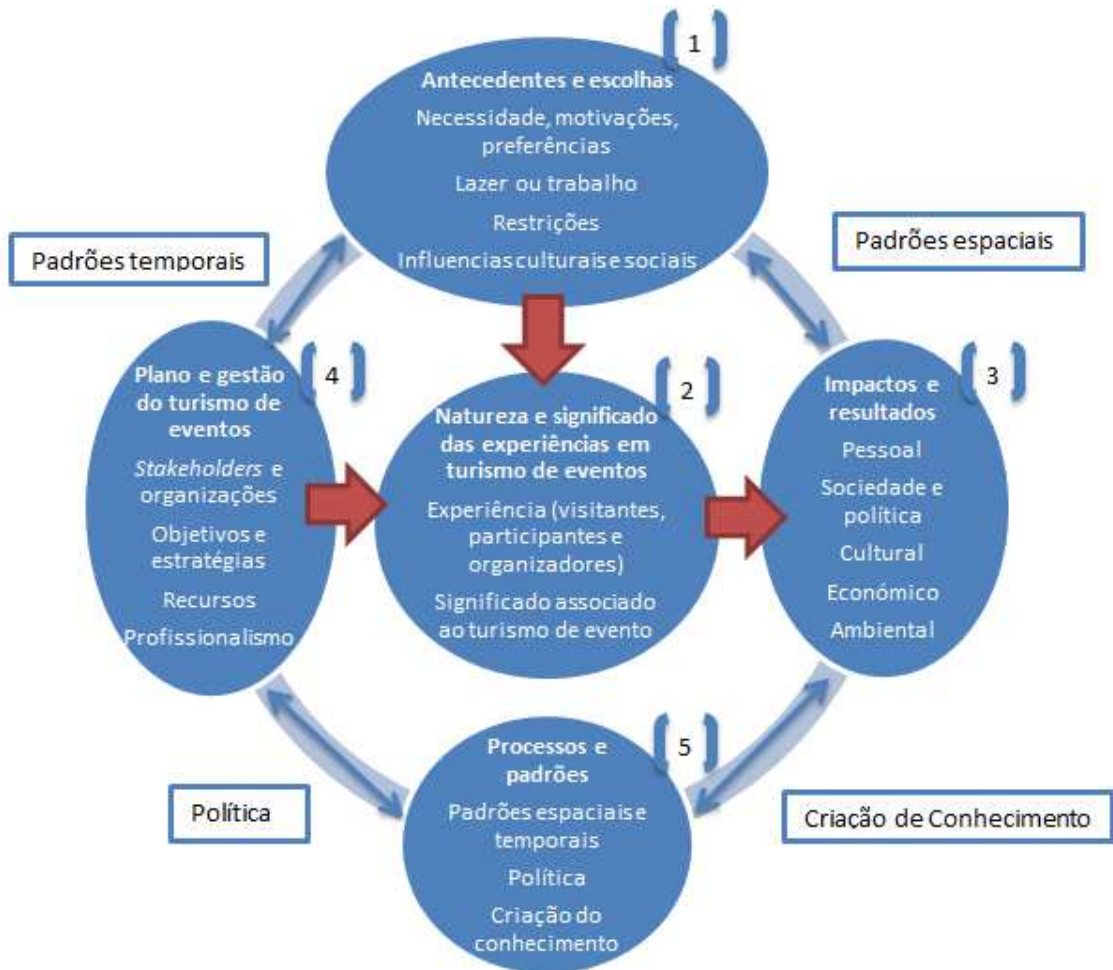 1
Antecedentes e escolhas
Necessidade, motivações,
preferências
Lazer ou trabalho
Restrições
Influencias culturais e sociais
Padrões temporais
Padrões espaciais
4
Plano e gestão
do turismo de
eventos
Stakeholders e
organizações
Objetivos e
estratégias
Recursos
Profissionalismo
2
Natureza e significado
das experiências em
turismo de eventos
Experiência (visitantes,
participantes e
organizadores)
Significado associado
ao turismo de evento
3
Impactos e
resultados
Pessoal
Sociedade e
política
Cultural
Económico
Ambiental
5
Processos e
padrões
Padrões espaciais e
temporais
Política
Criação do
conhecimento
Política
Criação de Conhecimento